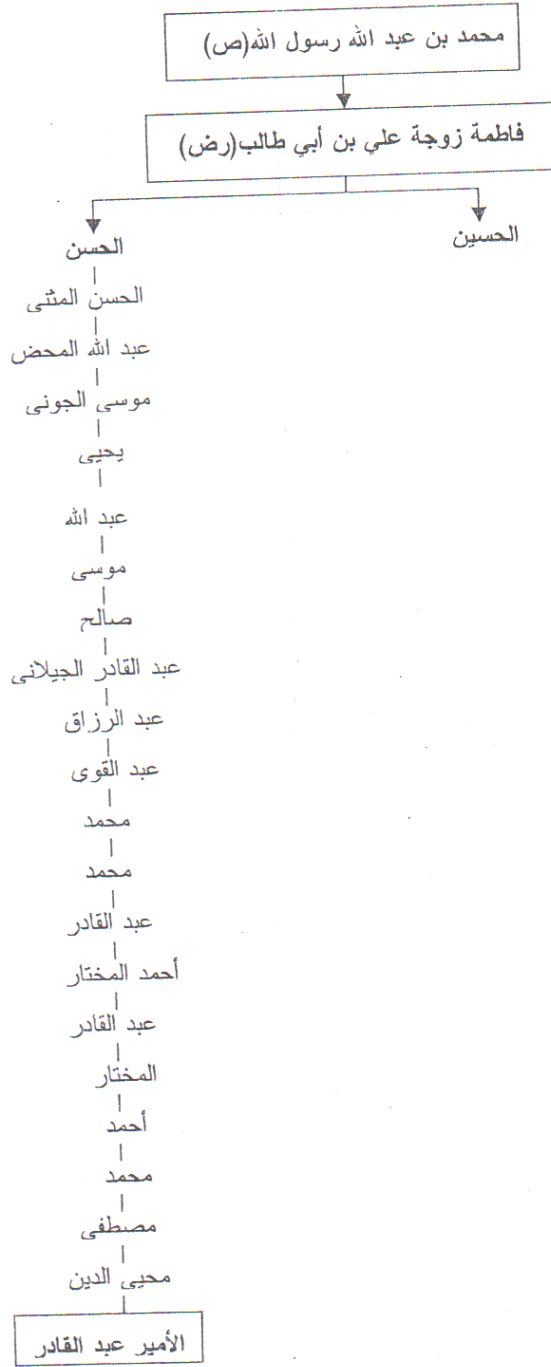 محمد بن عبد الله رسول الله(ص)
فاطمة زوجة علي بن أبي طالب(رض)
الحسين
الحسن
الحسن المثنى
عبد الله المحض
موسى الجونى
يحيى
عبد الله
موسى
صالح
عبد القادر الجيلانى
عبد الرزاق
عبد القوى
محمد
محمد
عبد القادر
أحمد المختار
عبد القادر
المختار
أحمد
محمد
مصطفى
محيى الدين
الأمير عبد القادر